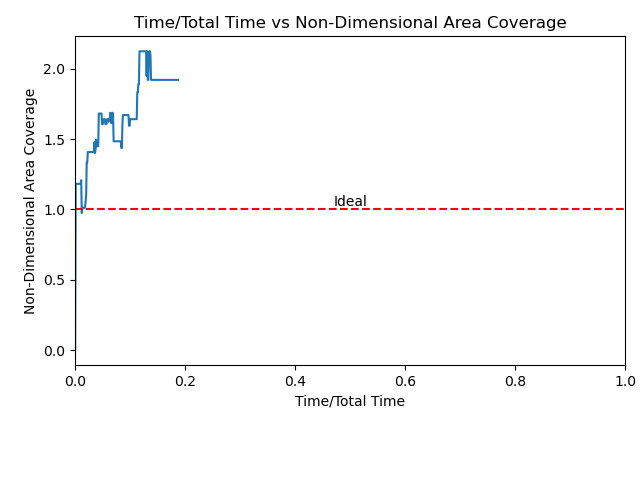 Time/Total Time vs Non-Dimensional Area Coverage
Non-Dimensional Area Coverage
2.0
1.5
1.0
0.5
0.0
Ideal
0.0 0.2 0.4 0.6 0.8 1.0
Time/Total Time